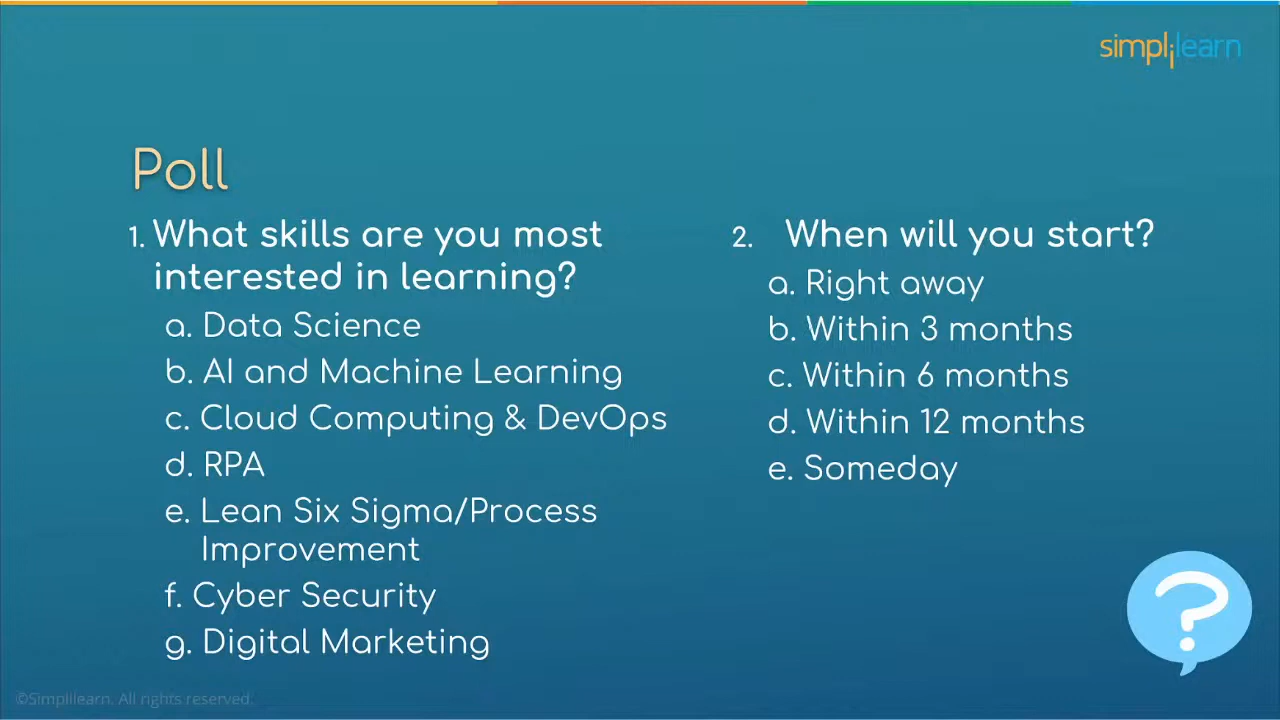 simplilearn
Poll
1. What skills are you most
interested in learning?
a. Data Science
b. AI and Machine Learning
c. Cloud Computing & DevOps
d. RPA
e. Lean Six Sigma/Process
Improvement
f. Cyber Security
g. Digital Marketing
2. When will you start?
a. Right away
b. Within 3 months
c. Within 6 months
d. Within 12 months
e. Someday
?
©Simplilearn. All rights reserved.